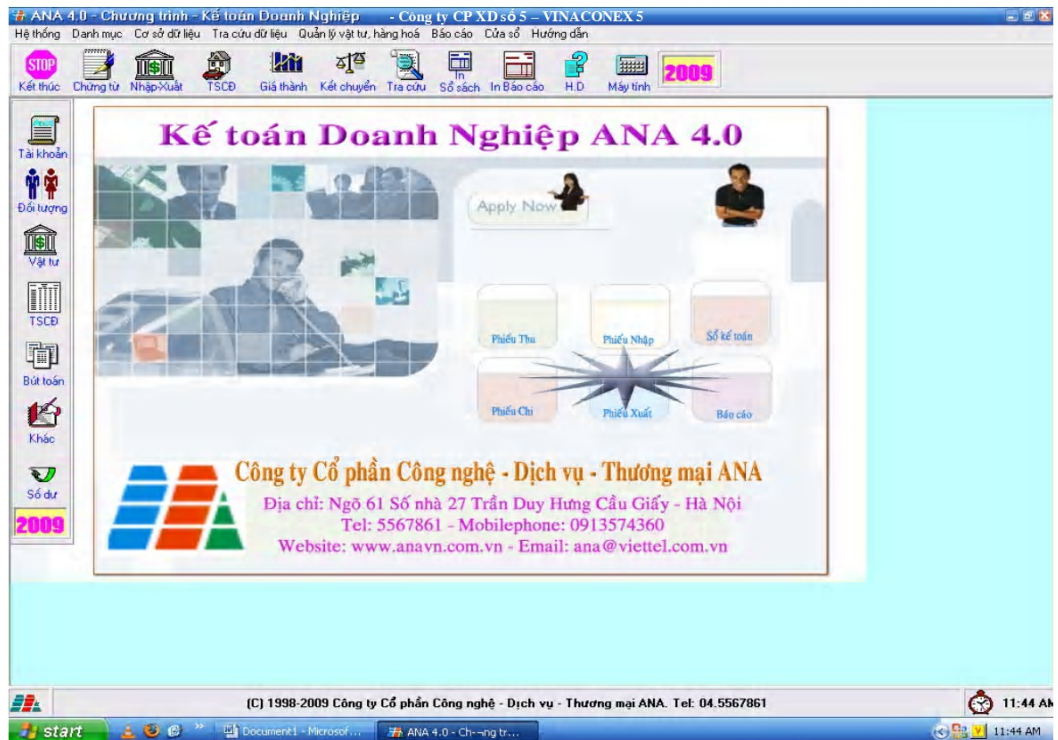 ANA 4.0 - Chương trình - Kế toán Doanh Nghiệp - Công ty CP XD số 5 – VINACONEX 5
Hệ thống Danh mục Cơ sở dữ liệu Tra cứu dữ liệu Quản lý vật tư, hàng hoá Báo cáo Cửa sổ Hướng dẫn
STOP
2009
In
Kết thúc Chứng từ Nhập-Xuất TSCĐ Giá thành Kết chuyển Tra cứu Sổ sách In Báo cáo H.D Máy tính
Tài khoản
Đối tượng
Vật tư
TSCĐ
Bút toán
Khác
Số dư
2009
Kế toán Doanh Nghiệp ANA 4.0
Apply Now
Phiếu Thu Phiếu Nhập Sổ kế toán
Phiếu Chi Phiếu Xuất Báo cáo
Công ty Cổ phần Công nghệ - Dịch vụ - Thương mại ANA
Địa chỉ: Ngõ 61 Số nhà 27 Trần Duy Hưng Cầu Giấy - Hà Nội
Tel: 5567861 - Mobilephone: 0913574360
Website: www.anavn.com.vn - Email: ana@viettel.com.vn
(C) 1998-2009 Công ty Cổ phần Công nghệ - Dịch vụ - Thương mại ANA. Tel: 04.5567861
11:44 AM
start Document1 - Microsof... ANA 4.0 - Ch-¬ng tr... 11:44 AM